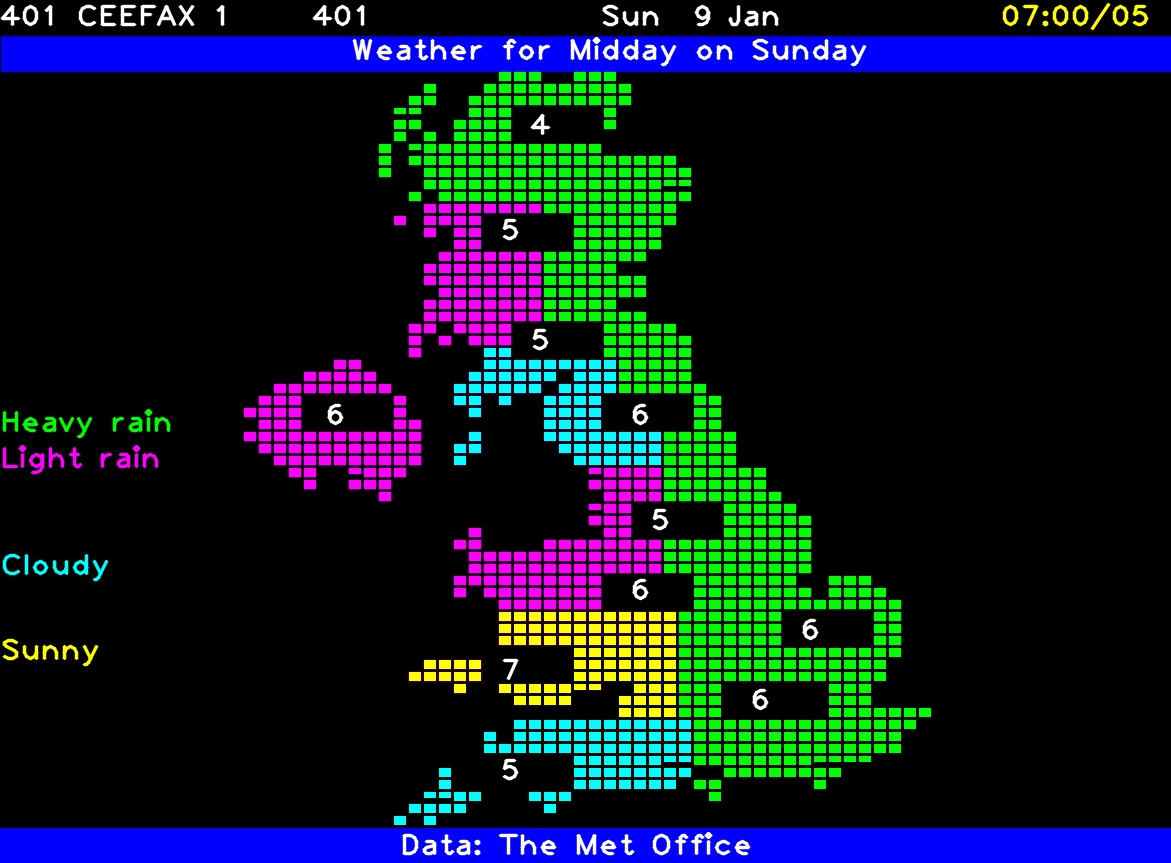 401 CEEFAX 1 401 Sun 9 Jan 07:00/05
Weather for Midday on Sunday
4
5
5
6 6
Heavy rain
Light rain
5
Cloudy
6
6
Sunny
7
6
5
Data: The Met Office